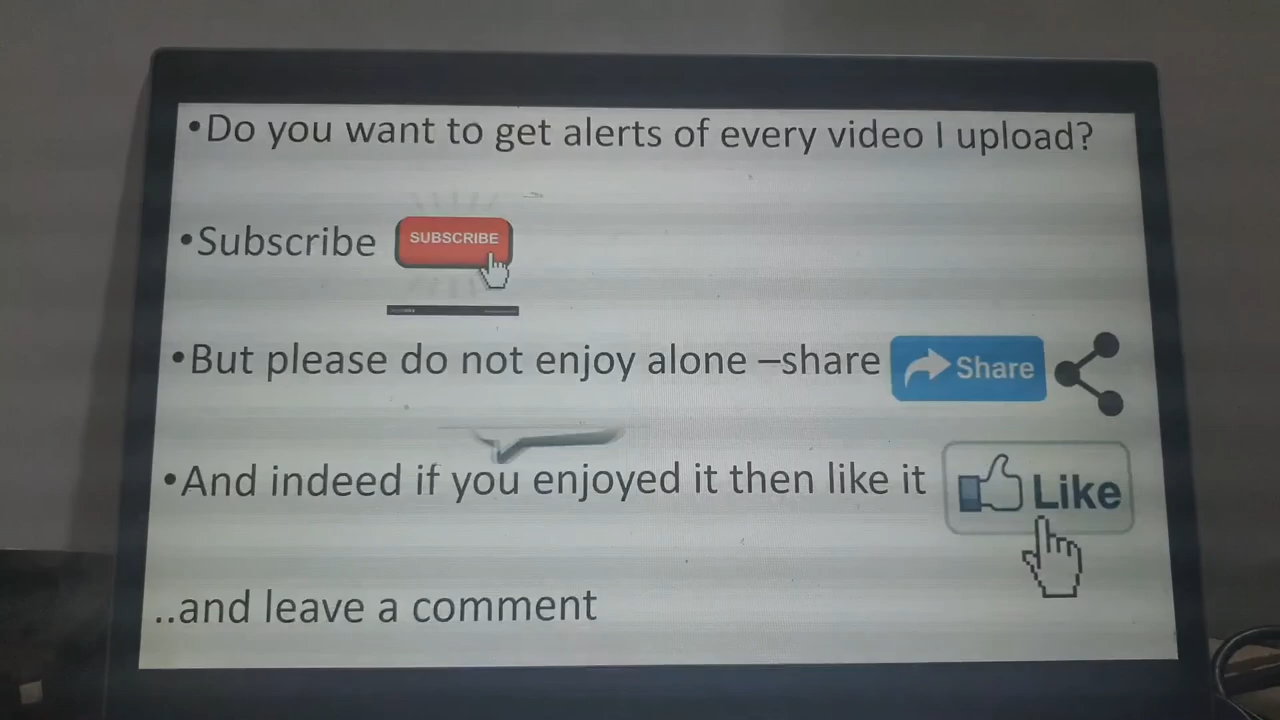 •Do you want to get alerts of every video I upload?
•Subscribe SUBSCRIBE
•But please do not enjoy alone –share Share
•And indeed if you enjoyed it then like it Like
..and leave a comment